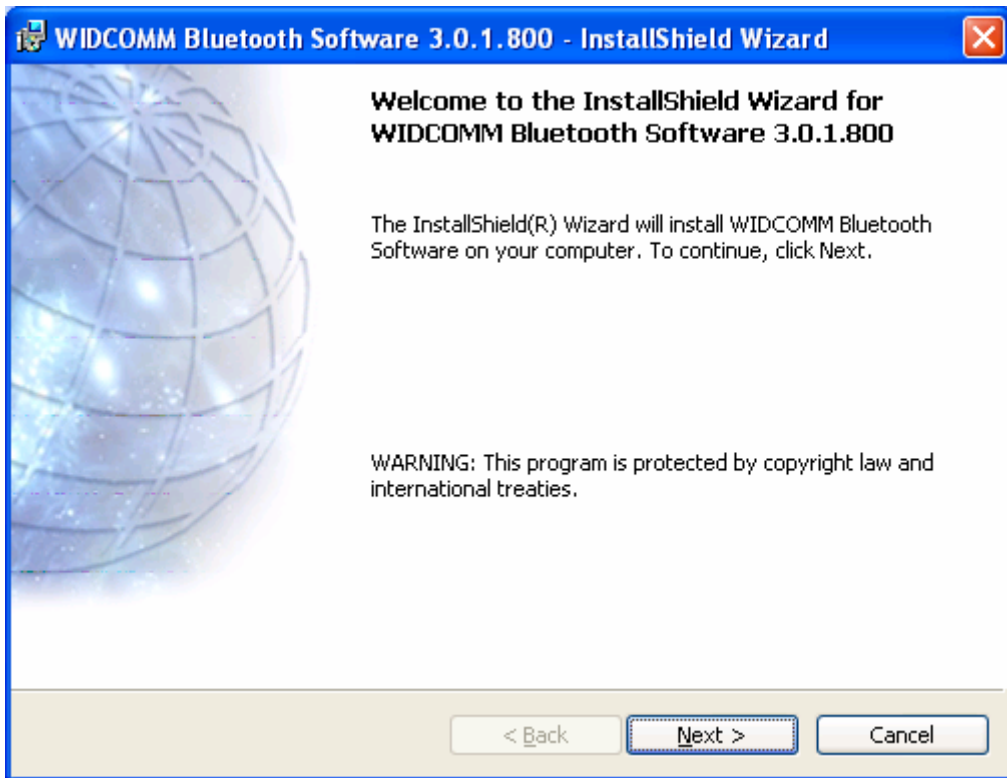 WIDCOMM Bluetooth Software 3.0.1.800 - InstallShield Wizard
Welcome to the InstallShield Wizard for
WIDCOMM Bluetooth Software 3.0.1.800
The InstallShield(R) Wizard will install WIDCOMM Bluetooth
Software on your computer. To continue, click Next.
WARNING: This program is protected by copyright law and
international treaties.
< Back
Next >
Cancel